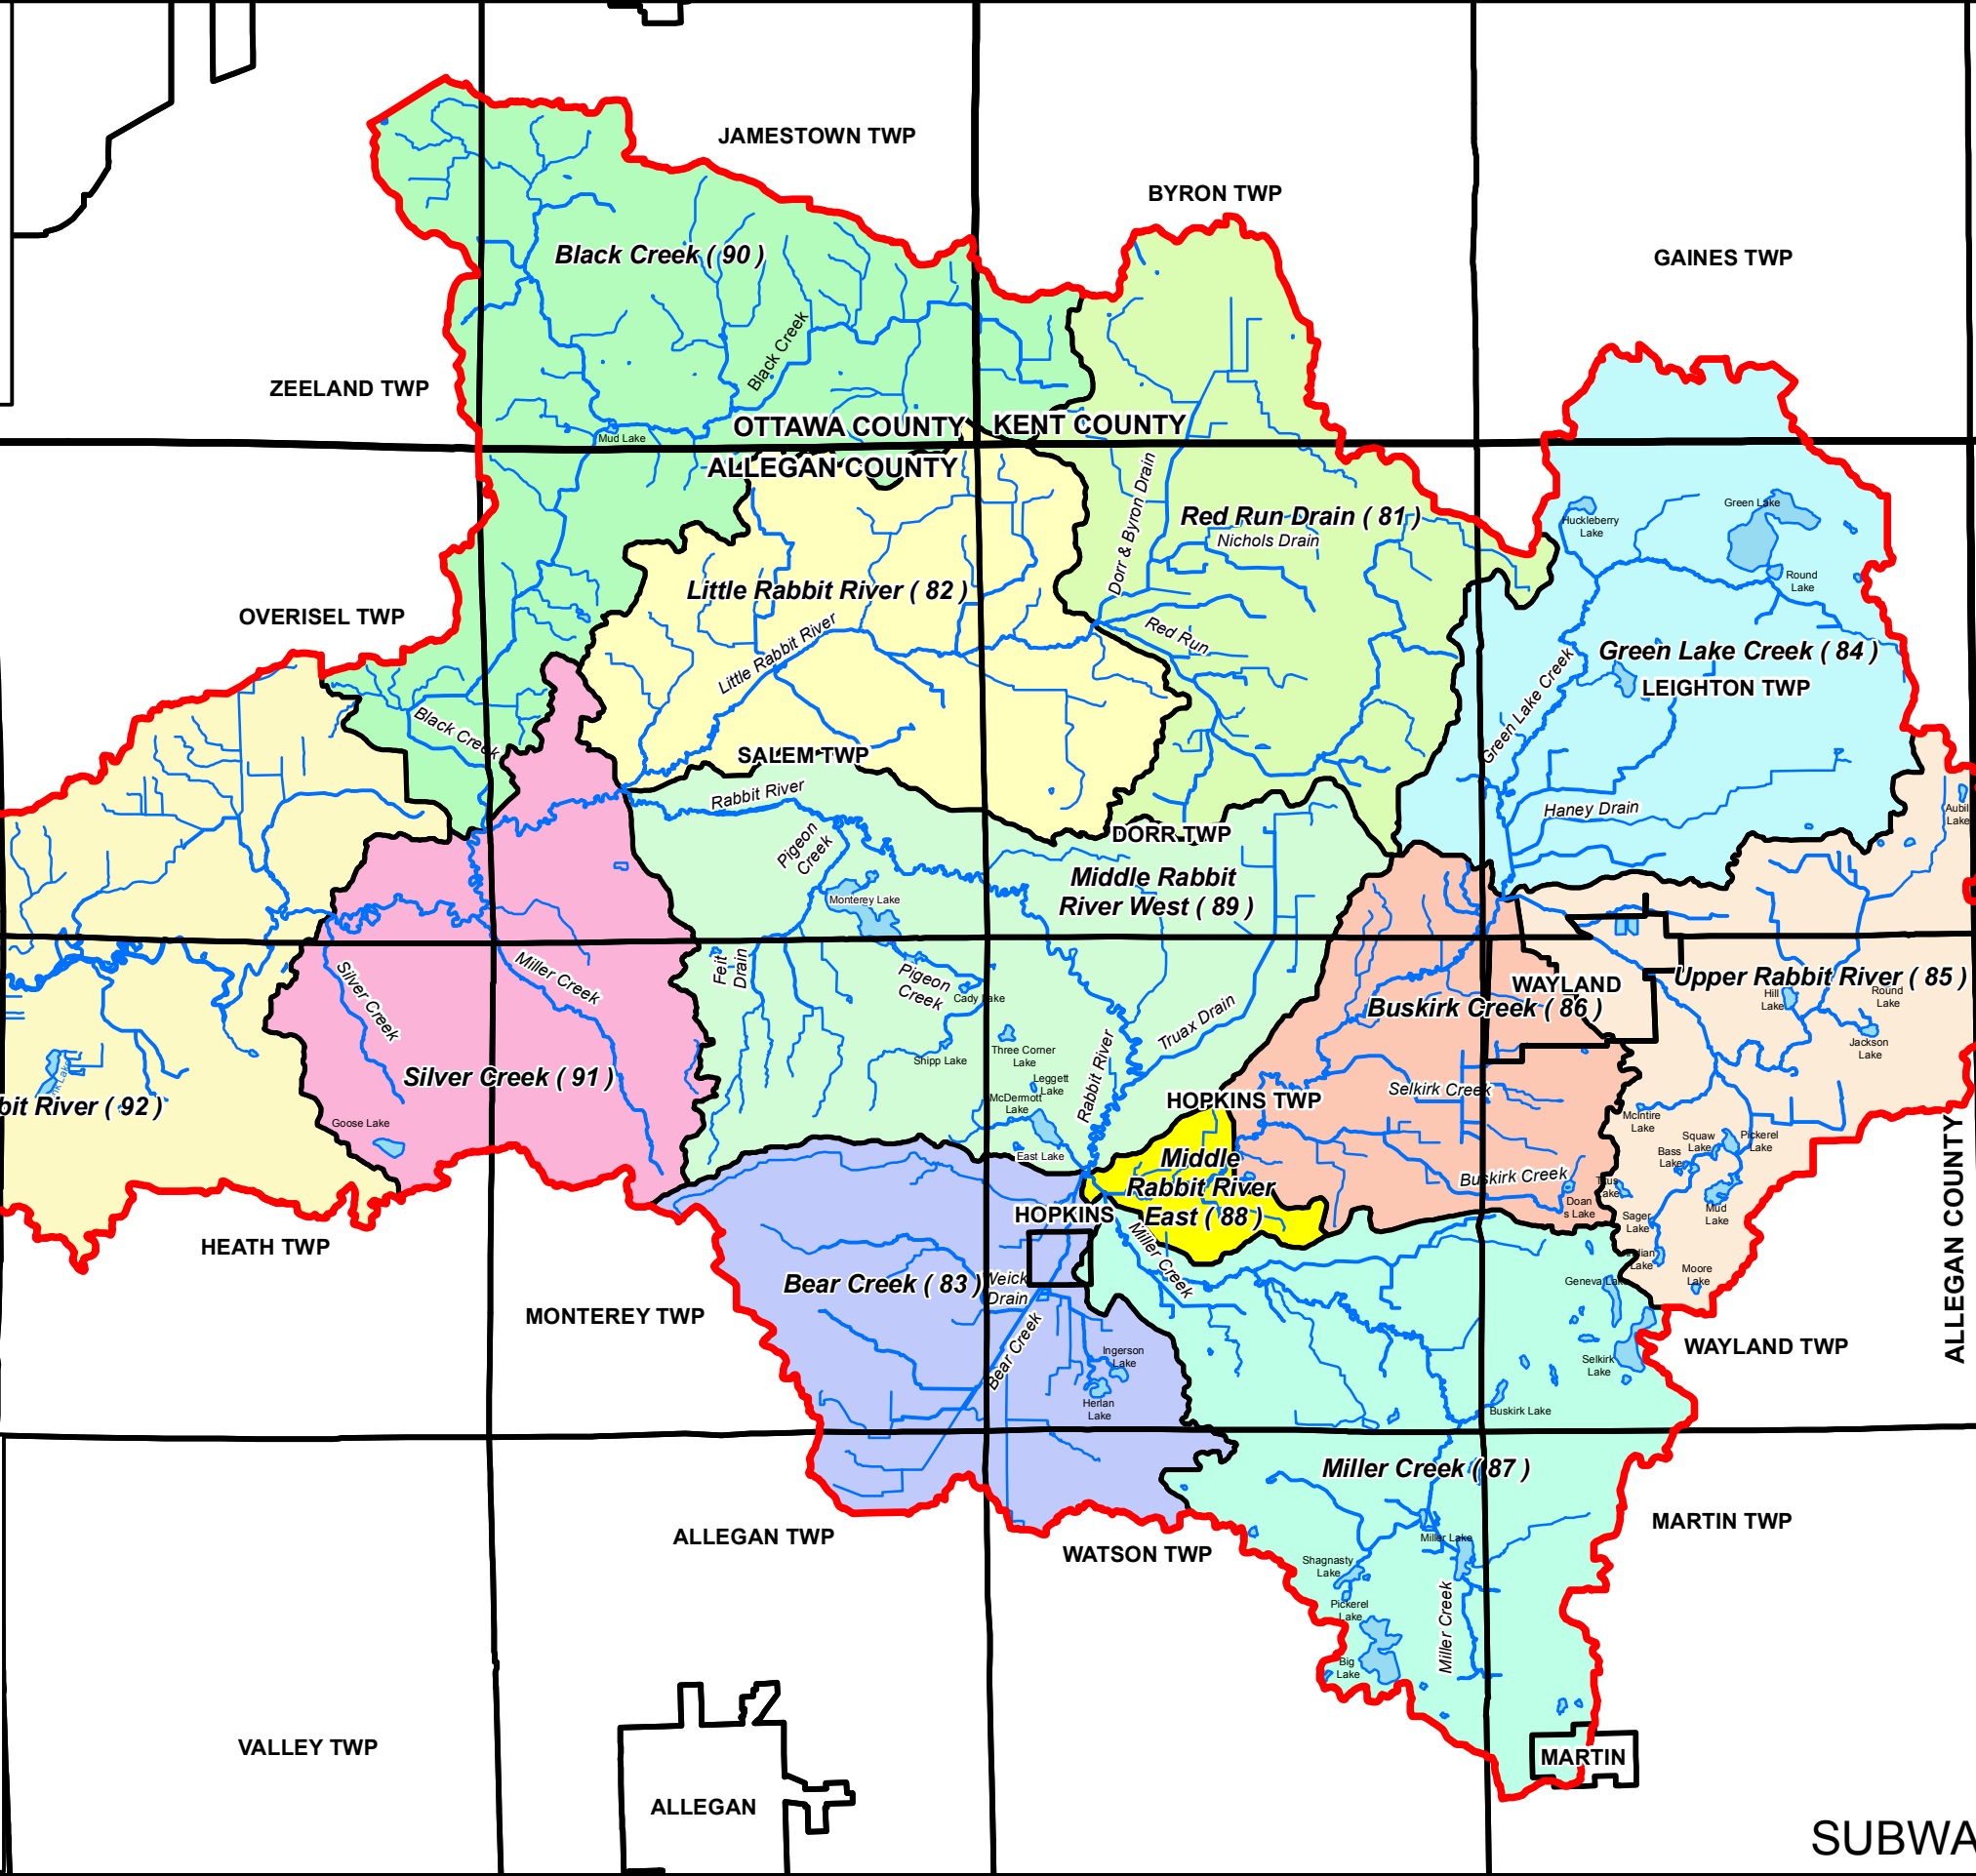 JAMESTOWN TWP
BYRON TWP
GAINES TWP
Black Creek ( 90 )
Black Creek
ZEELAND TWP
OTTAWA COUNTY
KENT COUNTY
Mud Lake
ALLEGAN COUNTY
Dorr & Byron Drain
Red Run Drain ( 81 )
Nichols Drain
Huckleberry
Lake
Green Lake
Round
Lake
Little Rabbit River ( 82 )
OVERISEL TWP
Little Rabbit River
Red Run
Green Lake Creek ( 84 )
LEIGHTON TWP
Green Lake Creek
Black Creek
SALEM TWP
Rabbit River
Haney Drain
Aubil
Lake
Pigeon
Creek
DORR TWP
Middle Rabbit
River West ( 89 )
Monterey Lake
Feit
Drain
Pigeon
Creek
Cady Lake
Silver Creek
Miller Creek
WAYLAND
Upper Rabbit River ( 85 )
Buskirk Creek ( 86 )
Hill
Lake
Round
Lake
Jackson
Lake
Truax Drain
Rabbit River
Shipp Lake
Three Corner
Lake
Leggett
Lake
McDermott
Lake
Silver Creek ( 91 )
Selkirk Creek
HOPKINS TWP
bit River ( 92 )
Goose Lake
McIntire
Lake
Squaw
Lake
Pickerel
Lake
Bass
Lake
East Lake
Middle
Rabbit River
East ( 88 )
Buskirk Creek
Doan
s Lake
Lake
Mud
Lake
Sager
Lake
HOPKINS
ALLEGAN COUNTY
HEATH TWP
Miller Creek
Lake
Moore
Lake
Geneva Lake
Bear Creek ( 83 )
Weick
Drain
MONTEREY TWP
Bear Creek
WAYLAND TWP
Ingerson
Lake
Selkirk
Lake
Herlan
Lake
Buskirk Lake
Miller Creek ( 87 )
ALLEGAN TWP
WATSON TWP
MARTIN TWP
Miller Lake
Shagnasty
Lake
Pickerel
Lake
Miller Creek
Big
Lake
VALLEY TWP
MARTIN
ALLEGAN
SUBWA